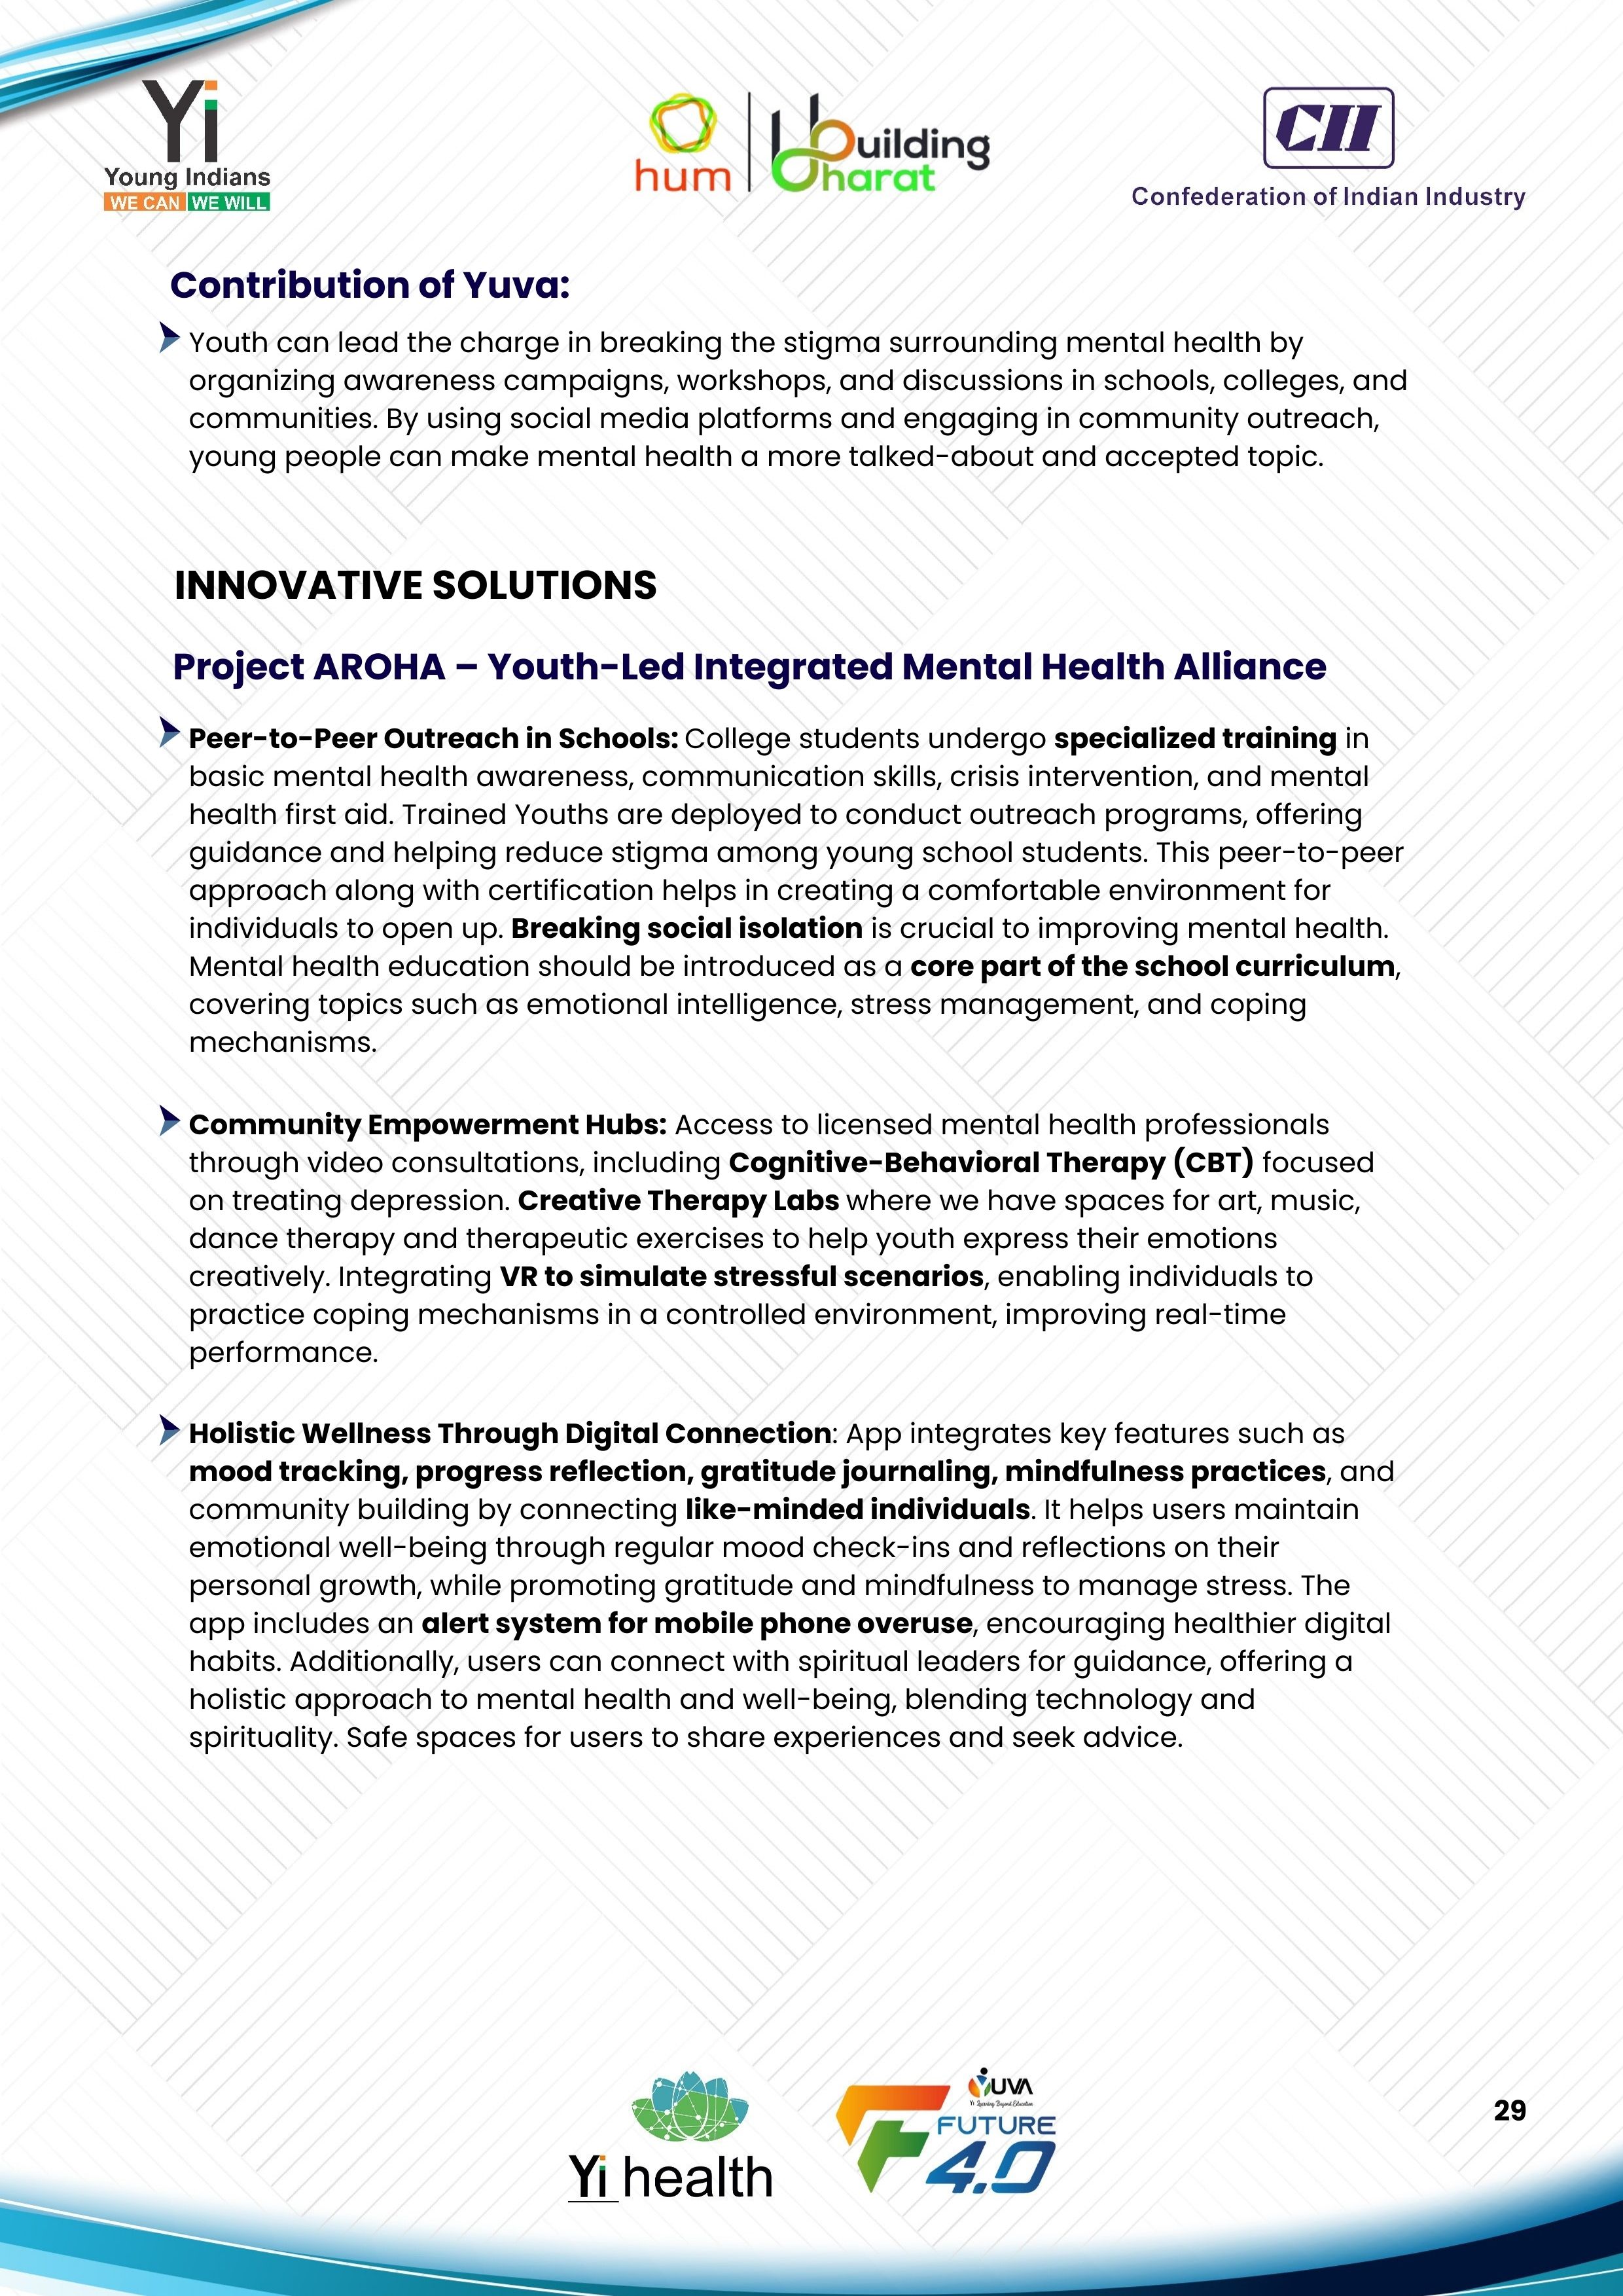 Yi
Young Indians
WE CAN WE WILL
hum
Building
Bharat
CII
Confederation of Indian Industry
Contribution of Yuva:
Youth can lead the charge in breaking the stigma surrounding mental health by
organizing awareness campaigns, workshops, and discussions in schools, colleges, and
communities. By using social media platforms and engaging in community outreach,
young people can make mental health a more talked-about and accepted topic.
INNOVATIVE SOLUTIONS
Project AROHA – Youth-Led Integrated Mental Health Alliance
Peer-to-Peer Outreach in Schools: College students undergo specialized training in
basic mental health awareness, communication skills, crisis intervention, and mental
health first aid. Trained Youths are deployed to conduct outreach programs, offering
guidance and helping reduce stigma among young school students. This peer-to-peer
approach along with certification helps in creating a comfortable environment for
individuals to open up. Breaking social isolation is crucial to improving mental health.
Mental health education should be introduced as a core part of the school curriculum,
covering topics such as emotional intelligence, stress management, and coping
mechanisms.
Community Empowerment Hubs: Access to licensed mental health professionals
through video consultations, including Cognitive-Behavioral Therapy (CBT) focused
on treating depression. Creative Therapy Labs where we have spaces for art, music,
dance therapy and therapeutic exercises to help youth express their emotions
creatively. Integrating VR to simulate stressful scenarios, enabling individuals to
practice coping mechanisms in a controlled environment, improving real-time
performance.
Holistic Wellness Through Digital Connection: App integrates key features such as
mood tracking, progress reflection, gratitude journaling, mindfulness practices, and
community building by connecting like-minded individuals. It helps users maintain
emotional well-being through regular mood check-ins and reflections on their
personal growth, while promoting gratitude and mindfulness to manage stress. The
app includes an alert system for mobile phone overuse, encouraging healthier digital
habits. Additionally, users can connect with spiritual leaders for guidance, offering a
holistic approach to mental health and well-being, blending technology and
spirituality. Safe spaces for users to share experiences and seek advice.
Yi health
YUVA
Yi Learning Beyond Education
FUTURE
4.0
29